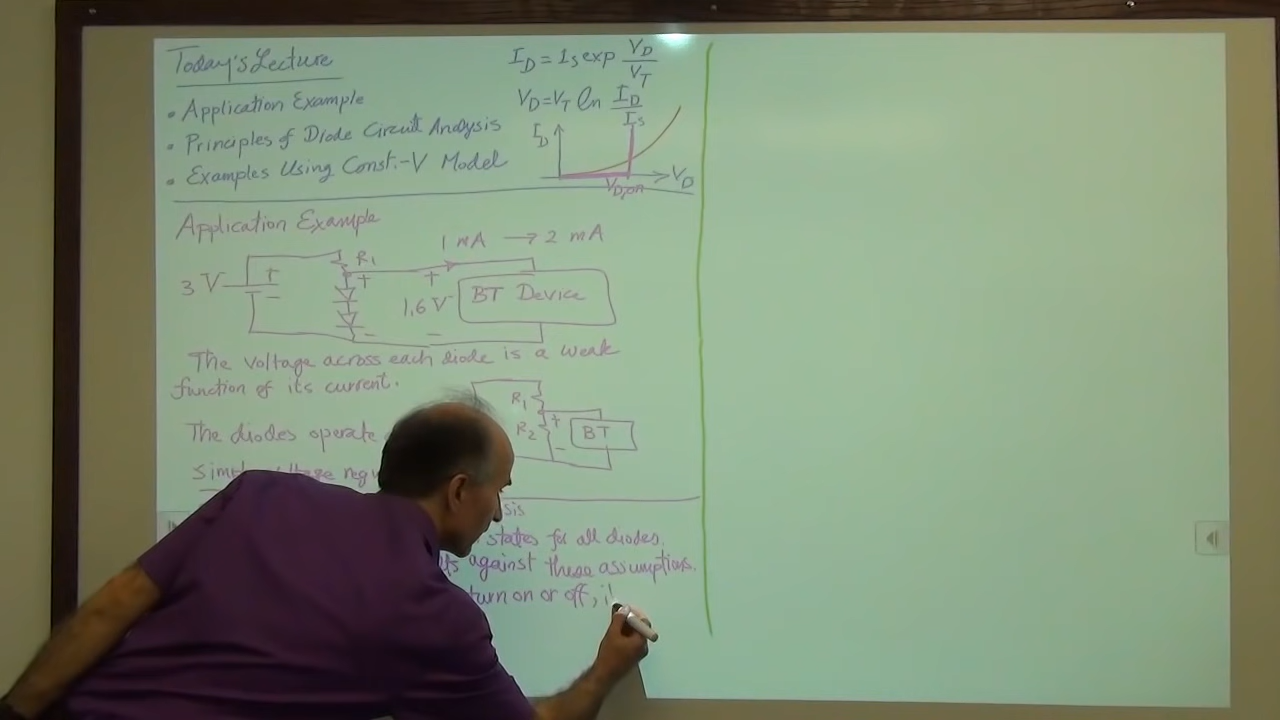 Today's Lecture
• Application Example
• Principles of Diode Circuit Analysis
• Examples Using Const.-V Model
I_D = I_S exp V_D/V_T
V_D = V_T ln I_D/I_S
I_D
V_D
V_D,on
Application Example
1 mA → 2 mA
3 V + −
R1
+ −
+ 1.6 V −
BT Device
The voltage across each diode is a weak
function of its current.
R1
R2
+ −
BT
The diodes operate
sis
states for all diodes.
against these assumptions.
turn on or off, i